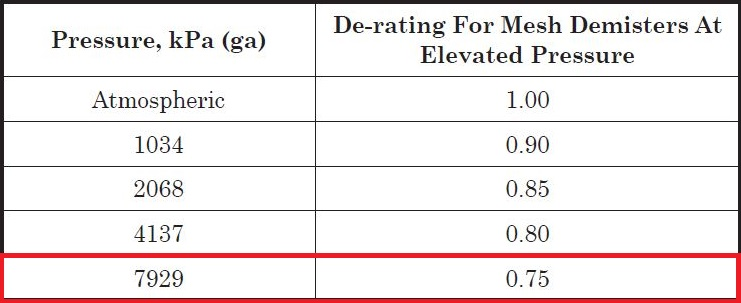 Pressure, kPa (ga)
De-rating For Mesh Demisters At
Elevated Pressure
Atmospheric 1.00
1034 0.90
2068 0.85
4137 0.80
7929 0.75